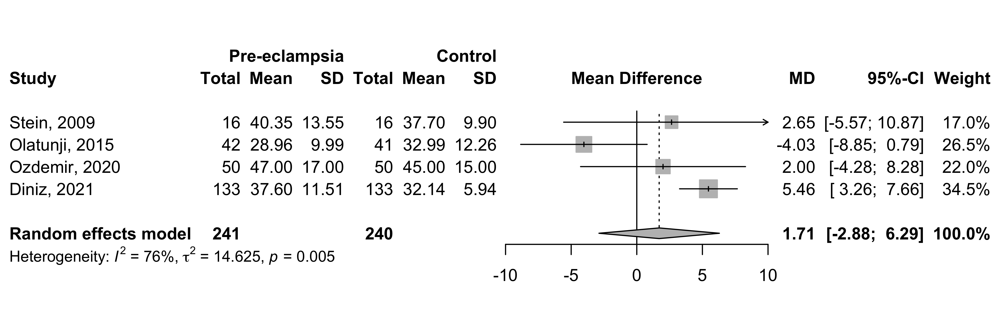 Pre-eclampsia Control
Study Total Mean SD Total Mean SD Mean Difference MD 95%-CI Weight
Stein, 2009 16 40.35 13.55 16 37.70 9.90 2.65 [-5.57; 10.87] 17.0%
Olatunji, 2015 42 28.96 9.99 41 32.99 12.26 -4.03 [-8.85; 0.79] 26.5%
Ozdemir, 2020 50 47.00 17.00 50 45.00 15.00 2.00 [-4.28; 8.28] 22.0%
Diniz, 2021 133 37.60 11.51 133 32.14 5.94 5.46 [ 3.26; 7.66] 34.5%
Random effects model 241 240 1.71 [-2.88; 6.29] 100.0%
Heterogeneity: I² = 76%, τ² = 14.625, p = 0.005
-10 -5 0 5 10